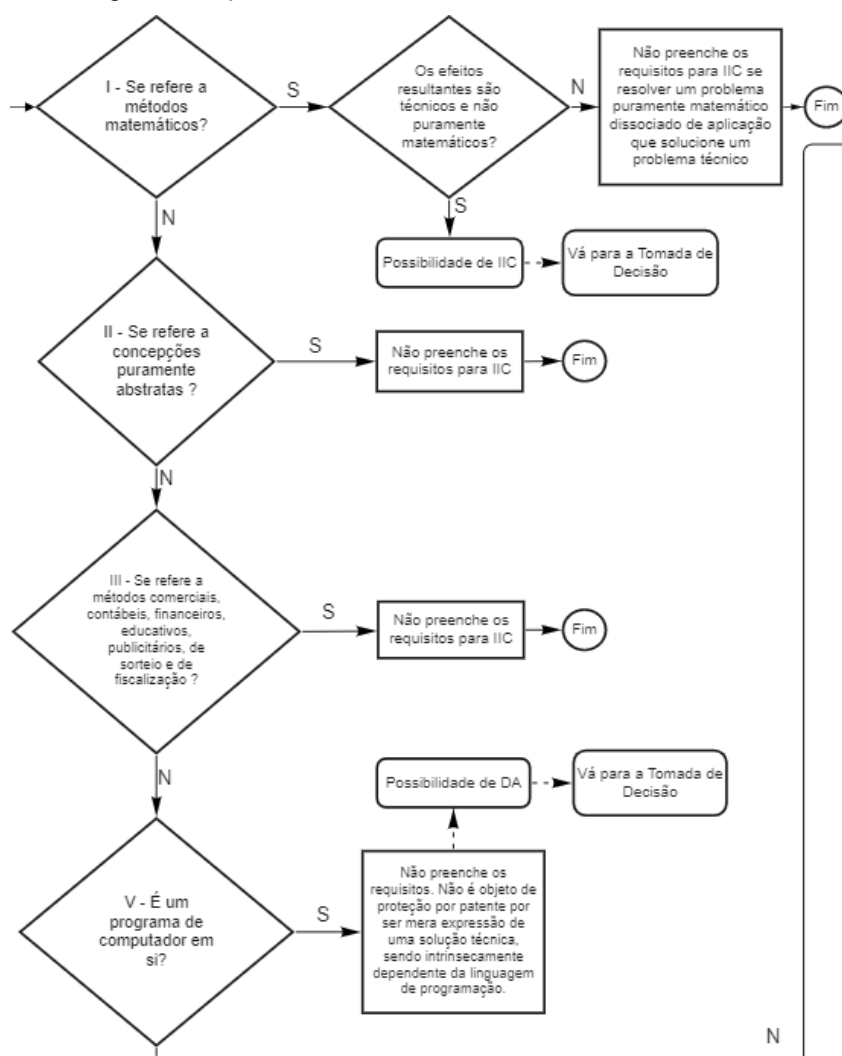 I - Se refere a
métodos
matemáticos?
S
Os efeitos
resultantes são
técnicos e não
puramente
matemáticos?
N
Não preenche os
requisitos para IIC se
resolver um problema
puramente matemático
dissociado de aplicação
que solucione um
problema técnico
Fim
S
Possibilidade de IIC
Vá para a Tomada de
Decisão
N
II - Se refere a
concepções
puramente
abstratas ?
S
Não preenche os
requisitos para IIC
Fim
N
III - Se refere a
métodos comerciais,
contábeis, financeiros,
educativos,
publicitários, de
sorteio e de
fiscalização ?
S
Não preenche os
requisitos para IIC
Fim
N
V - É um
programa de
computador em
si?
S
Não preenche os
requisitos. Não é objeto de
proteção por patente por
ser mera expressão de
uma solução técnica,
sendo intrinsecamente
dependente da linguagem
de programação.
Possibilidade de DA
Vá para a Tomada de
Decisão
N